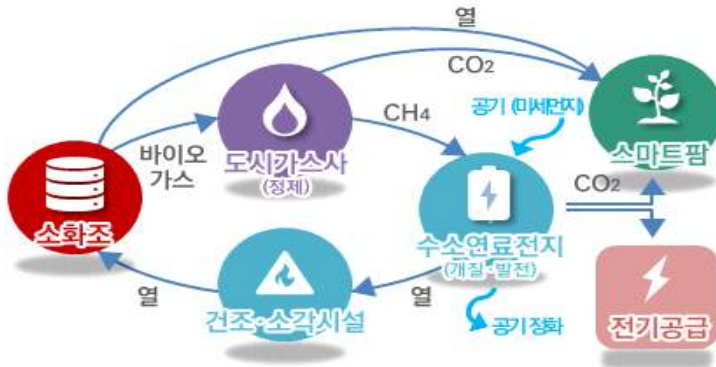 열
CO2
CH4
공기 (미세먼지)
바이오
가스
도시가스사
(정제)
스마트팜
CO2
소화조
수소연료전지
(개질·발전)
열
열
건조·소각시설
공기 정화
전기공급